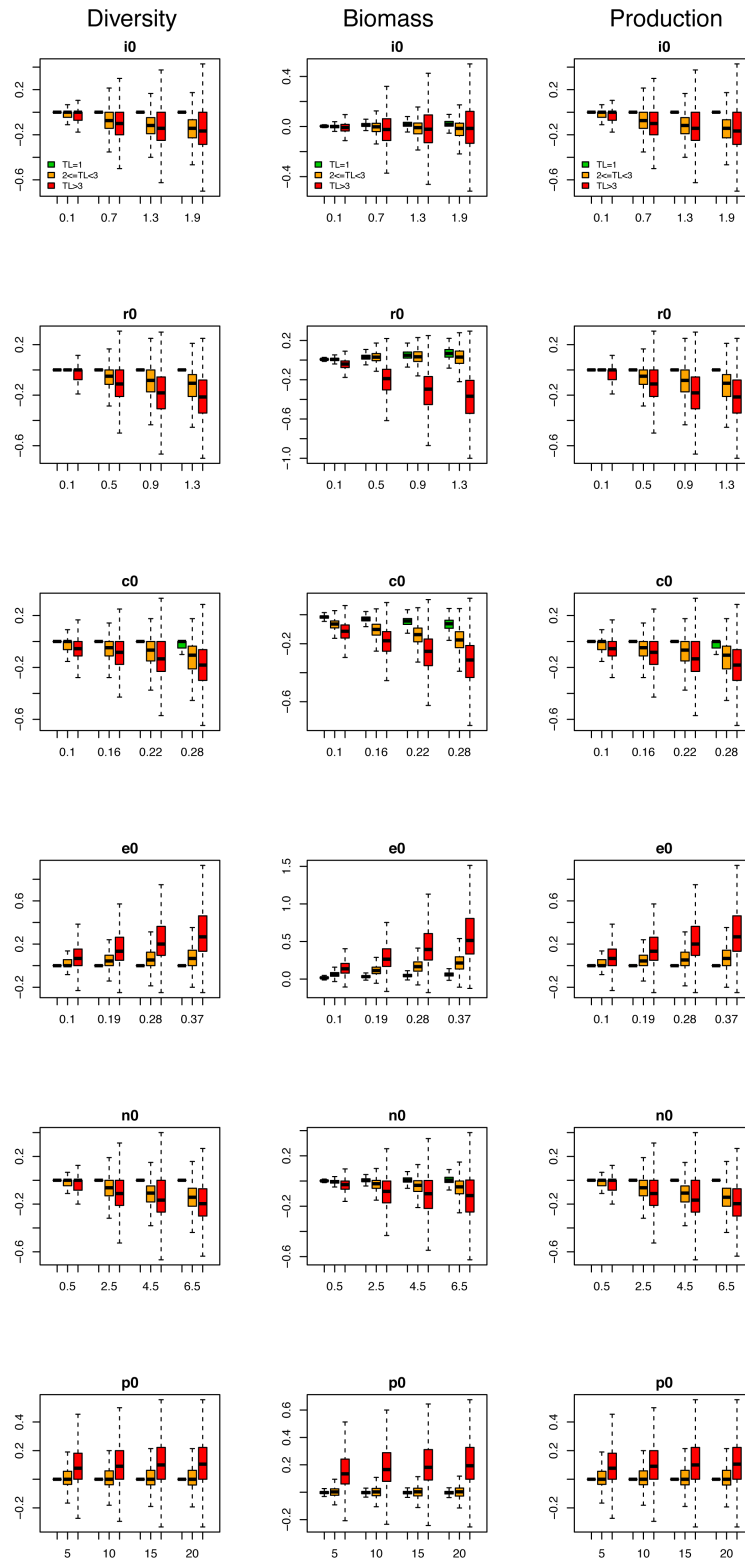 Diversity Biomass Production
i0 i0 i0
0.2 0.4 0.2
−0.2 0.0 −0.2
−0.6 −0.4 −0.6
TL=1 TL=1 TL=1
2<=TL<3 2<=TL<3 2<=TL<3
TL>3 TL>3 TL>3
0.1 0.7 1.3 1.9 0.1 0.7 1.3 1.9 0.1 0.7 1.3 1.9
r0 r0 r0
0.2 0.2 0.2
−0.2 −0.2 −0.2
−0.6 −0.6 −0.6
−1.0
0.1 0.5 0.9 1.3 0.1 0.5 0.9 1.3 0.1 0.5 0.9 1.3
c0 c0 c0
0.2 −0.2 0.2
−0.2 −0.6 −0.2
−0.6 −0.6
0.1 0.16 0.22 0.28 0.1 0.16 0.22 0.28 0.1 0.16 0.22 0.28
e0 e0 e0
0.6 1.5 0.6
0.2 1.0 0.2
−0.2 0.5 −0.2
0.0
0.1 0.19 0.28 0.37 0.1 0.19 0.28 0.37 0.1 0.19 0.28 0.37
n0 n0 n0
0.2 0.2 0.2
−0.2 −0.2 −0.2
−0.6 −0.6 −0.6
0.5 2.5 4.5 6.5 0.5 2.5 4.5 6.5 0.5 2.5 4.5 6.5
p0 p0 p0
0.4 0.6 0.4
0.2 0.4 0.2
−0.2 0.2 −0.2
−0.2
5 10 15 20 5 10 15 20 5 10 15 20